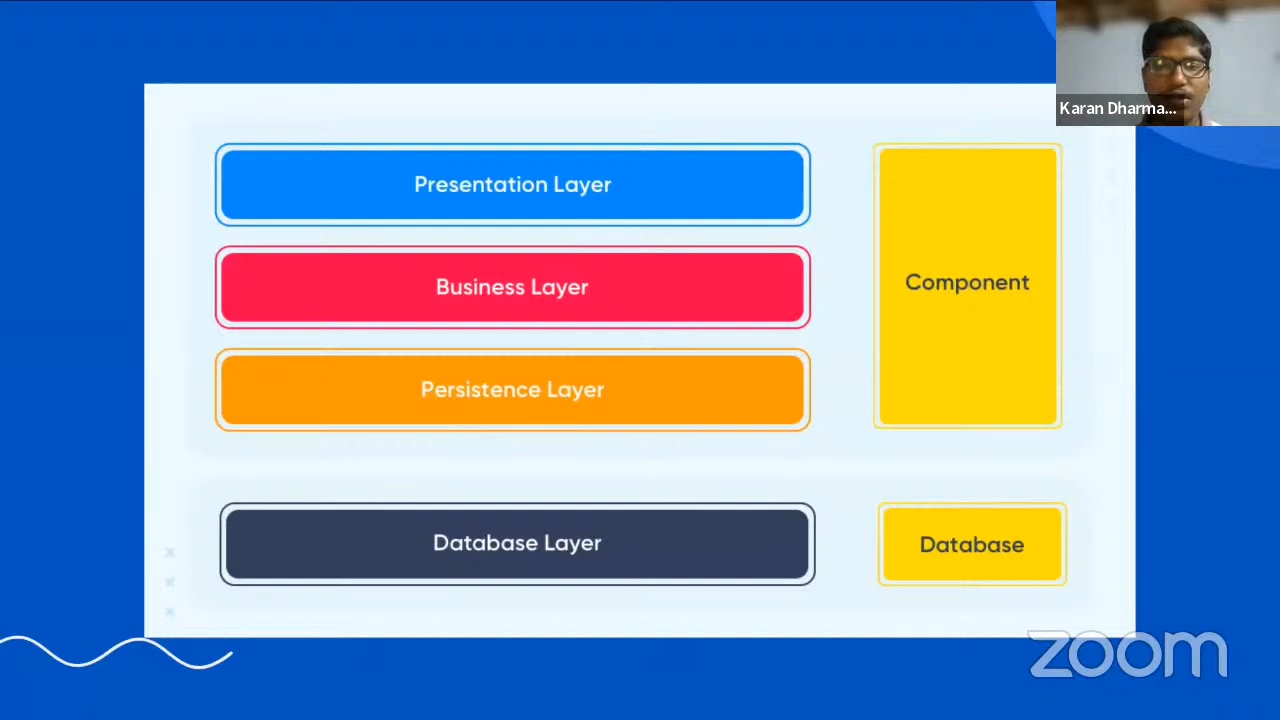 Karan Dharma...
Presentation Layer
Business Layer
Component
Persistence Layer
Database Layer
Database
zoom